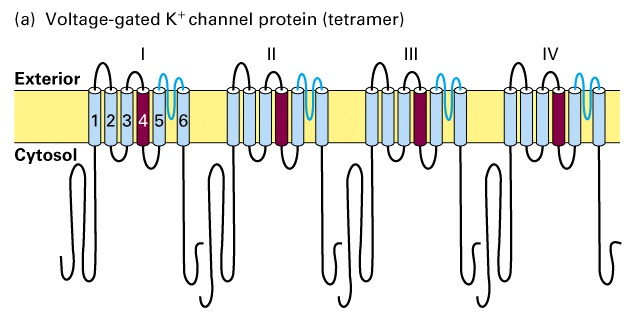 (a) Voltage-gated K⁺ channel protein (tetramer)
I II III IV
Exterior
1 2 3 4 5 6
Cytosol